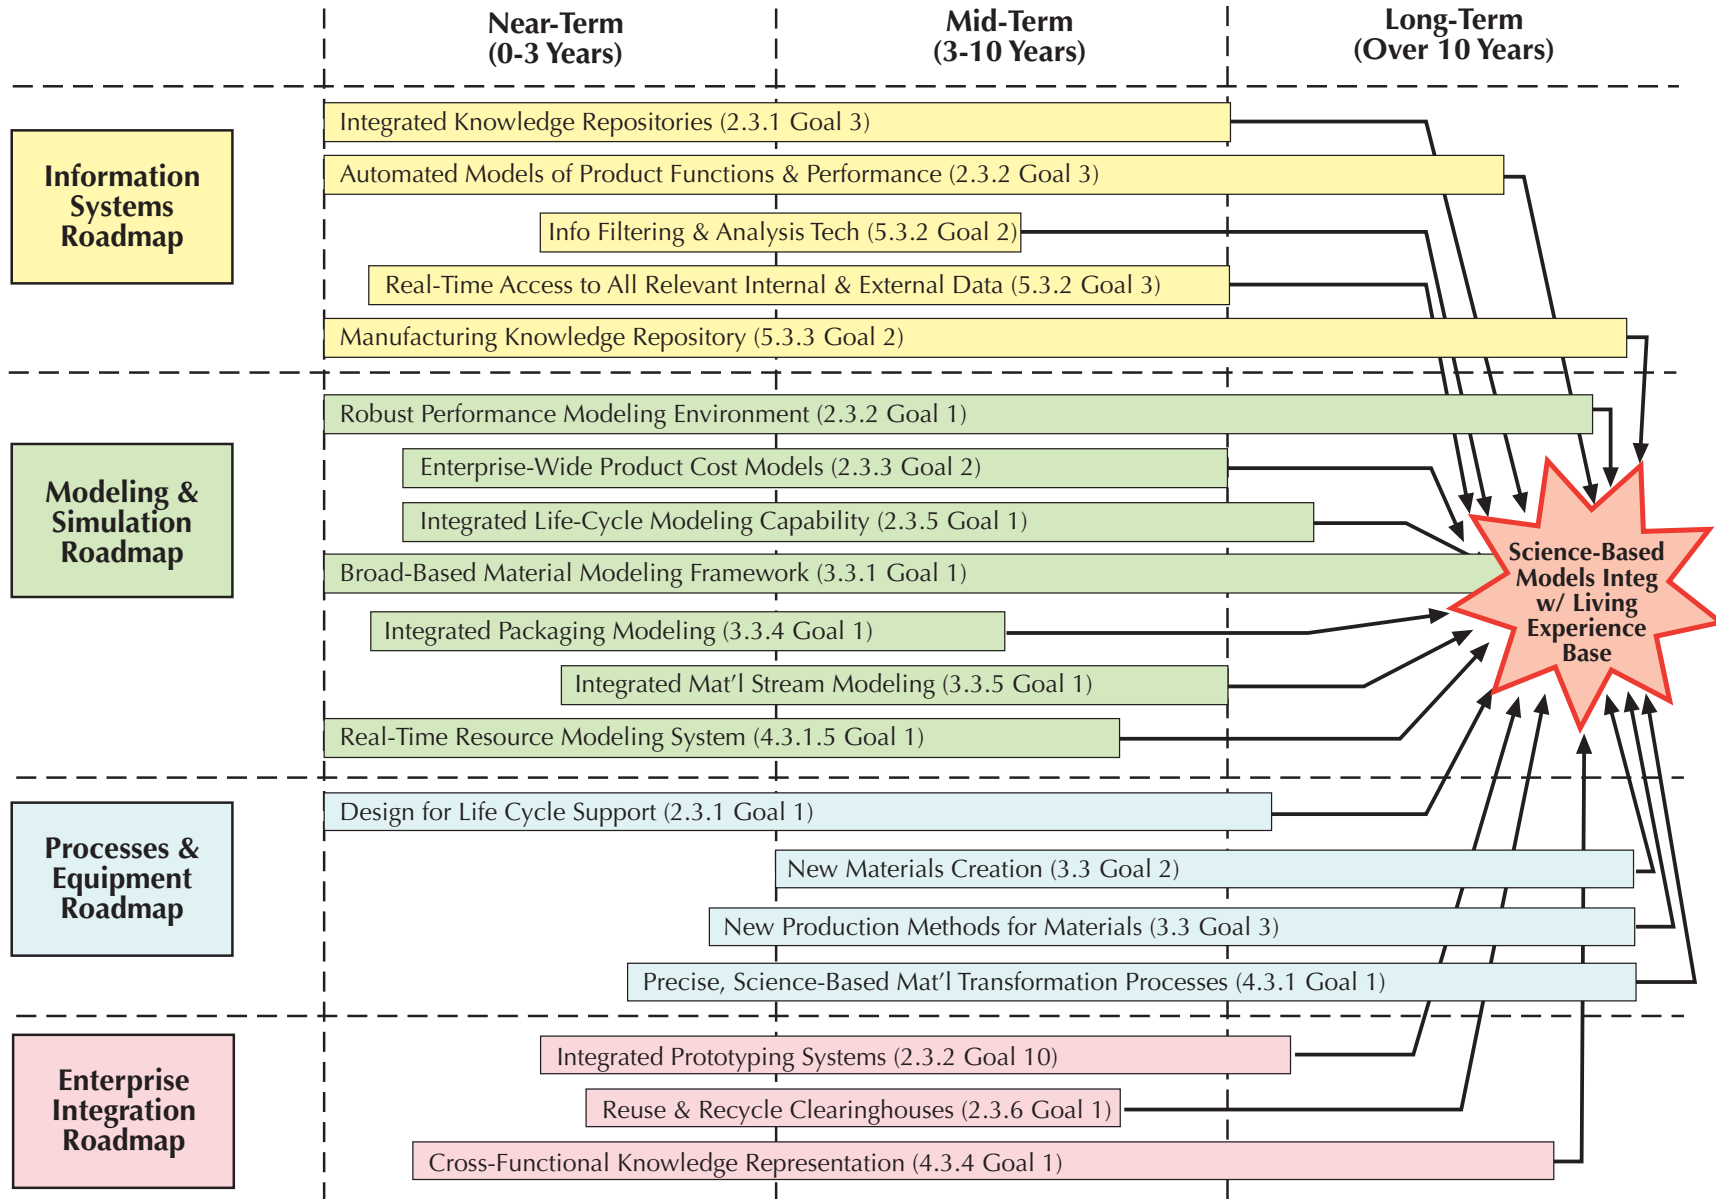 Near-Term
(0-3 Years)
Mid-Term
(3-10 Years)
Long-Term
(Over 10 Years)
Information
Systems
Roadmap
Integrated Knowledge Repositories (2.3.1 Goal 3)
Automated Models of Product Functions & Performance (2.3.2 Goal 3)
Info Filtering & Analysis Tech (5.3.2 Goal 2)
Real-Time Access to All Relevant Internal & External Data (5.3.2 Goal 3)
Manufacturing Knowledge Repository (5.3.3 Goal 2)
Modeling &
Simulation
Roadmap
Robust Performance Modeling Environment (2.3.2 Goal 1)
Enterprise-Wide Product Cost Models (2.3.3 Goal 2)
Integrated Life-Cycle Modeling Capability (2.3.5 Goal 1)
Broad-Based Material Modeling Framework (3.3.1 Goal 1)
Integrated Packaging Modeling (3.3.4 Goal 1)
Integrated Mat’l Stream Modeling (3.3.5 Goal 1)
Real-Time Resource Modeling System (4.3.1.5 Goal 1)
Science-Based
Models Integ
w/ Living
Experience
Base
Processes &
Equipment
Roadmap
Design for Life Cycle Support (2.3.1 Goal 1)
New Materials Creation (3.3 Goal 2)
New Production Methods for Materials (3.3 Goal 3)
Precise, Science-Based Mat’l Transformation Processes (4.3.1 Goal 1)
Enterprise
Integration
Roadmap
Integrated Prototyping Systems (2.3.2 Goal 10)
Reuse & Recycle Clearinghouses (2.3.6 Goal 1)
Cross-Functional Knowledge Representation (4.3.4 Goal 1)